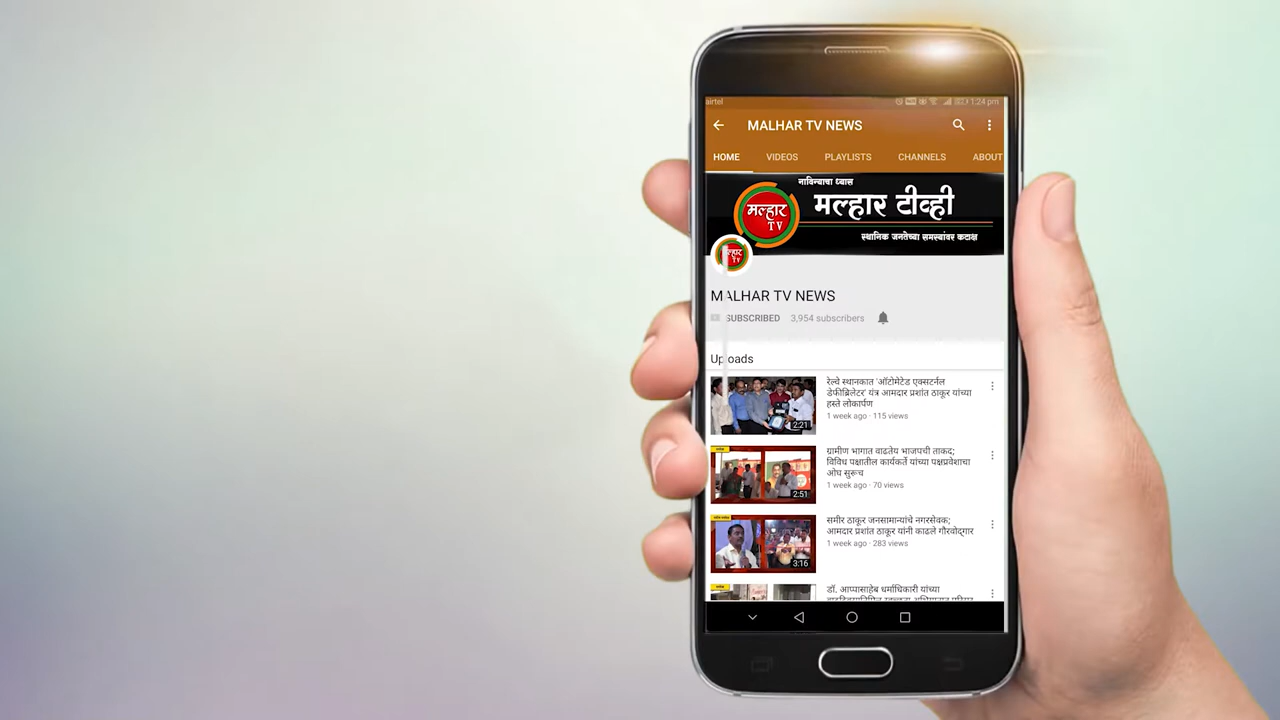 airtel 1:24 pm
MALHAR TV NEWS
HOME VIDEOS PLAYLISTS CHANNELS ABOUT
नाविन्याचा ध्यास
मल्हार TV
मल्हार टीव्ही
स्थानिक जनतेच्या समस्यांवर कटाक्ष
मल्हार TV
MALHAR TV NEWS
SUBSCRIBED 3,954 subscribers
Uploads
रेल्वे स्थानकात 'ऑटोमेटेड एक्सटर्नल
डेफीब्रिलेटर' यंत्र आमदार प्रशांत ठाकूर यांच्या
हस्ते लोकार्पण
1 week ago · 115 views
2:21
ग्रामीण भागात वाढतेय भाजपची ताकद;
विविध पक्षातील कार्यकर्ते यांच्या पक्षप्रवेशाचा
ओघ सुरूच
1 week ago · 70 views
2:51
समीर ठाकूर जनसामान्यांचे नगरसेवक;
आमदार प्रशांत ठाकूर यांनी काढले गौरवोद्गार
1 week ago · 283 views
3:16
डॉ. आप्पासाहेब धर्माधिकारी यांच्या